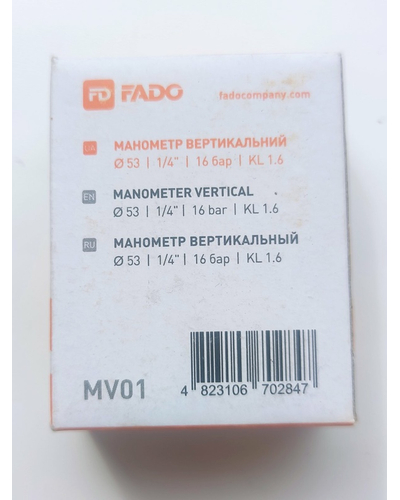 FD FADO
fadocompany.com
UA МАНОМЕТР ВЕРТИКАЛЬНИЙ
Ø 53 | 1/4" | 16 бар | KL 1.6
EN MANOMETER VERTICAL
Ø 53 | 1/4" | 16 bar | KL 1.6
RU МАНОМЕТР ВЕРТИКАЛЬНЫЙ
Ø 53 | 1/4" | 16 бар | KL 1.6
MV01
4 823106 702847